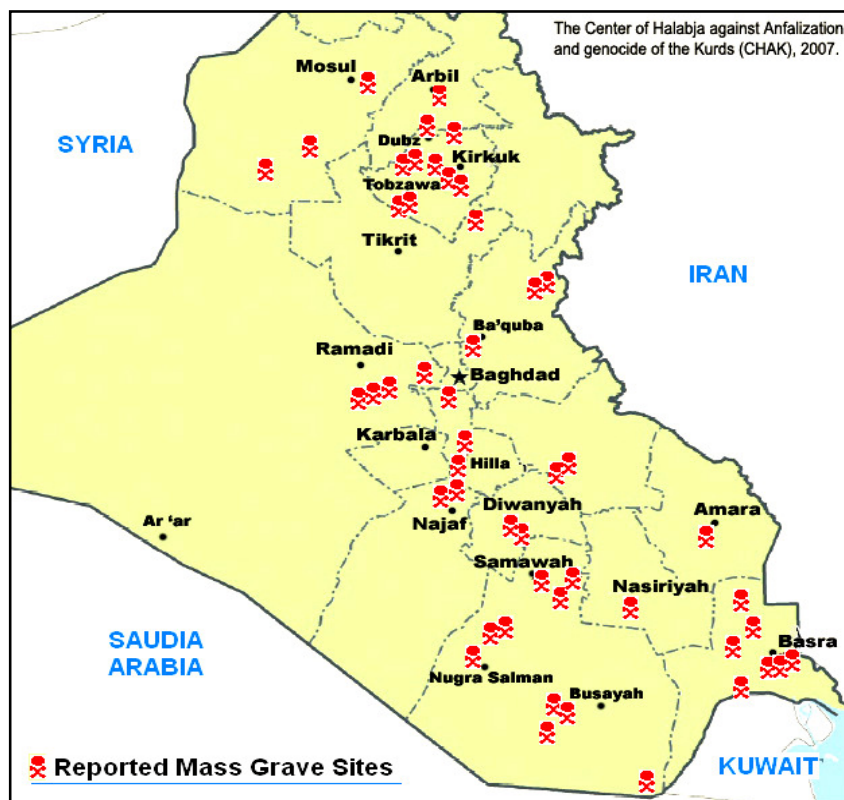 The Center of Halabja against Anfalization
and genocide of the Kurds (CHAK), 2007.
Mosul
Arbil
SYRIA
Dubz
Kirkuk
Tobzawa
Tikrit
IRAN
Ba'quba
Ramadi
Baghdad
Karbala
Hilla
Diwanyah
Amara
Najaf
Ar 'ar
Samawah
Nasiriyah
SAUDIA
ARABIA
Basra
Nugra Salman
Busayah
Reported Mass Grave Sites
KUWAIT